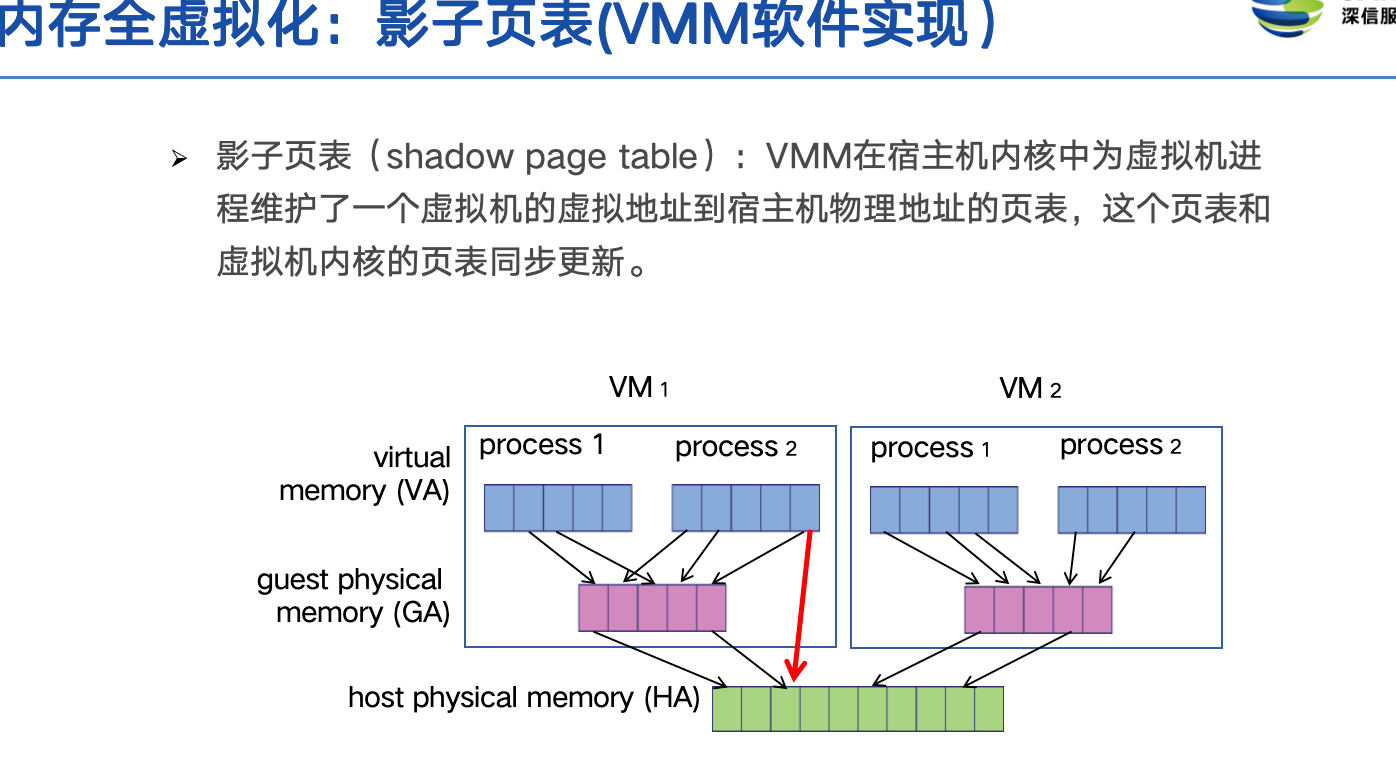 内存全虚拟化：影子页表(VMM软件实现）
深信服
➢ 影子页表（shadow page table）：VMM在宿主机内核中为虚拟机进
程维护了一个虚拟机的虚拟地址到宿主机物理地址的页表，这个页表和
虚拟机内核的页表同步更新。
VM 1
VM 2
process 1
process 2
process 1
process 2
virtual
memory (VA)
guest physical
memory (GA)
host physical memory (HA)